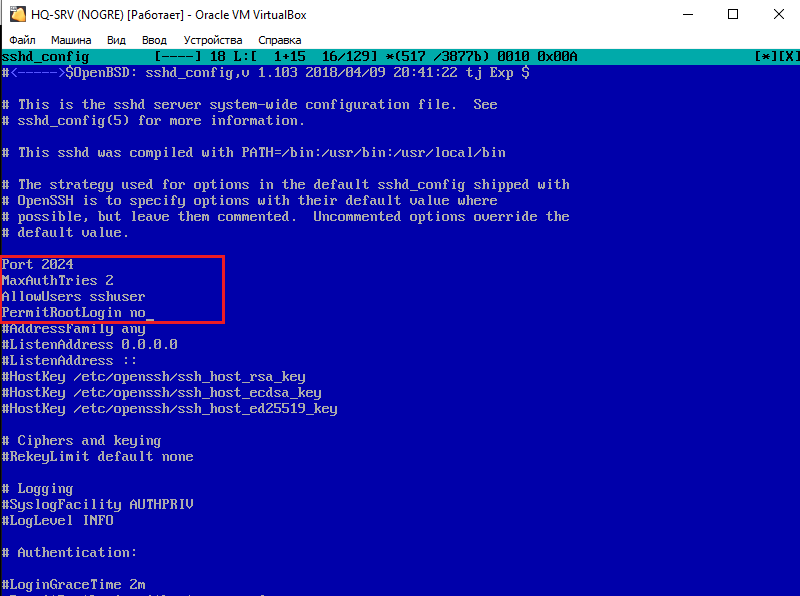 HQ-SRV (NOGRE) [Работает] - Oracle VM VirtualBox
Файл Машина Вид Ввод Устройства Справка
sshd_config [----] 18 L:[ 1+15 16/129] *(517 /3877b) 0010 0x00A [*][X]
#<----->$OpenBSD: sshd_config,v 1.103 2018/04/09 20:41:22 tj Exp $
# This is the sshd server system-wide configuration file. See
# sshd_config(5) for more information.
# This sshd was compiled with PATH=/bin:/usr/bin:/usr/local/bin
# The strategy used for options in the default sshd_config shipped with
# OpenSSH is to specify options with their default value where
# possible, but leave them commented. Uncommented options override the
# default value.
Port 2024
MaxAuthTries 2
AllowUsers sshuser
PermitRootLogin no_
#AddressFamily any
#ListenAddress 0.0.0.0
#ListenAddress ::
#HostKey /etc/openssh/ssh_host_rsa_key
#HostKey /etc/openssh/ssh_host_ecdsa_key
#HostKey /etc/openssh/ssh_host_ed25519_key
# Ciphers and keying
#RekeyLimit default none
# Logging
#SyslogFacility AUTHPRIV
#LogLevel INFO
# Authentication:
#LoginGraceTime 2m